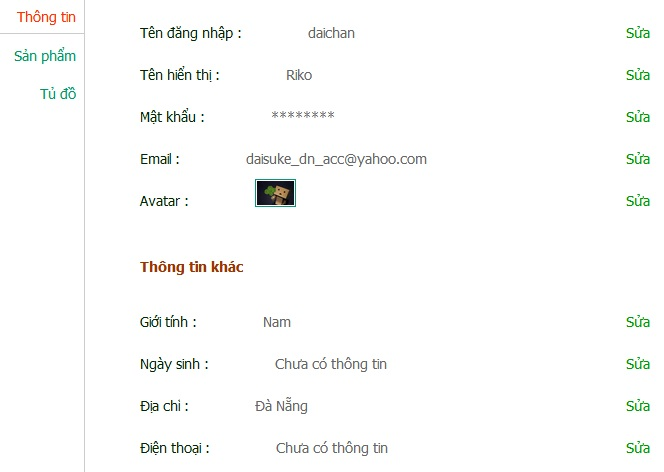 Thông tin
Sản phẩm
Tủ đồ
Tên đăng nhập : daichan Sửa
Tên hiển thị : Riko Sửa
Mật khẩu : ******** Sửa
Email : daisuke_dn_acc@yahoo.com Sửa
Avatar : Sửa
Thông tin khác
Giới tính : Nam Sửa
Ngày sinh : Chưa có thông tin Sửa
Địa chỉ : Đà Nẵng Sửa
Điện thoại : Chưa có thông tin Sửa